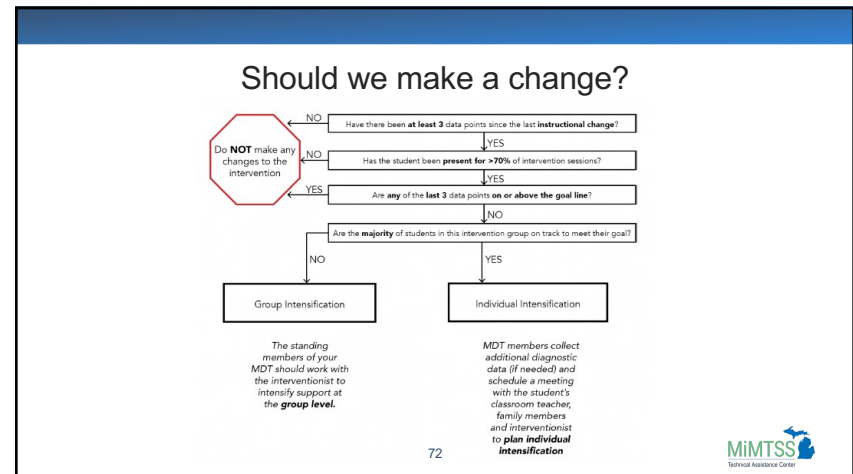 Should we make a change?
NO
Have there been at least 3 data points since the last instructional change?
YES
Do NOT make any
changes to the
intervention
NO
Has the student been present for >70% of intervention sessions?
YES
YES
Are any of the last 3 data points on or above the goal line?
NO
Are the majority of students in this intervention group on track to meet their goal?
NO
YES
Group Intensification
Individual Intensification
The standing
members of your
MDT should work with
the interventionist to
intensify support at
the group level.
MDT members collect
additional diagnostic
data (if needed) and
schedule a meeting
with the student's
classroom teacher,
family members
and interventionist
to plan individual
intensification
72
MiMTSS
Technical Assistance Center